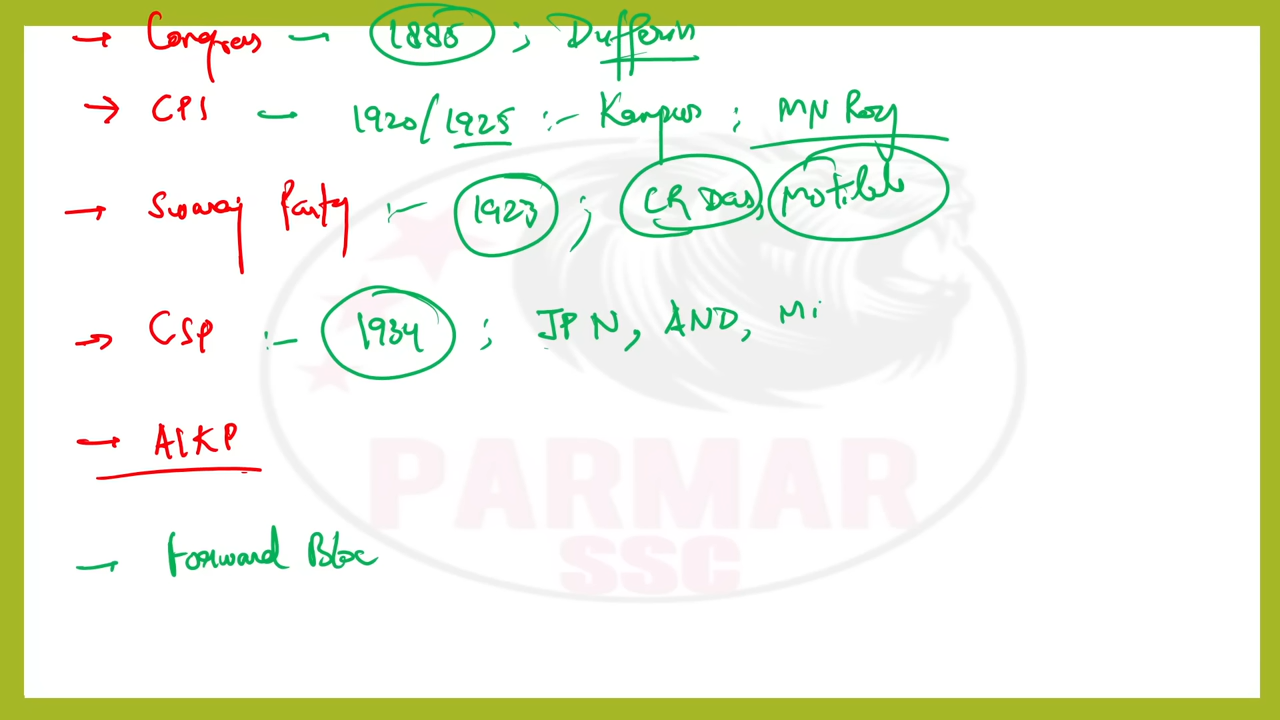 → Congress — 1885 ; Dufferin
→ CPI — 1920/1925 :- Kanpur ; MN Roy
→ Swaraj Party :- 1923 ; CR Das, Motilal
→ CSP :- 1934 ; JPN, AND, Mi
→ AIKP
— Forward Bloc
PARMAR
SSC